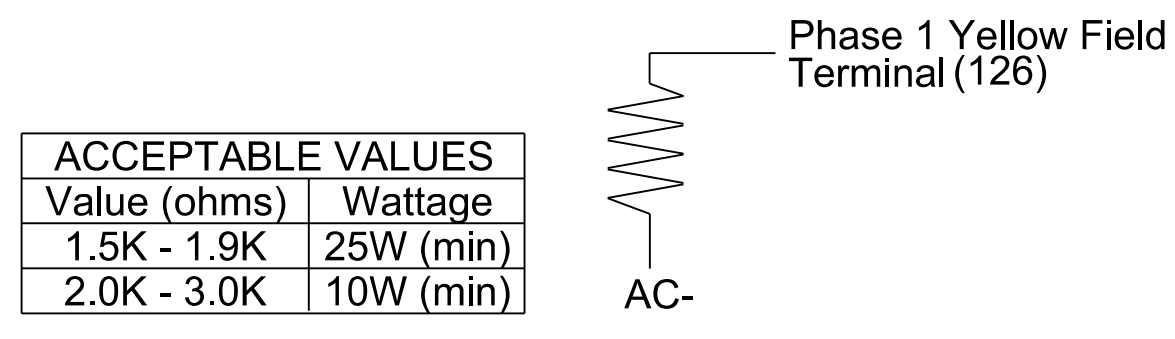 Phase 1 Yellow Field
Terminal (126)
ACCEPTABLE VALUES
Value (ohms) Wattage
1.5K - 1.9K 25W (min)
2.0K - 3.0K 10W (min)
AC-